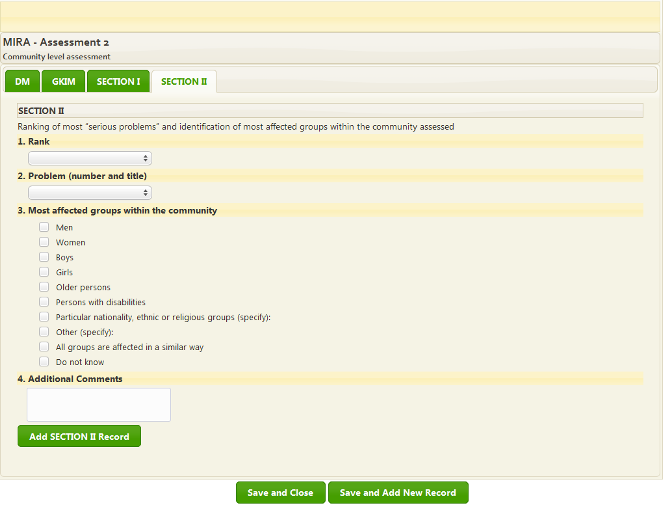 MIRA - Assessment 2
Community level assessment
DM GKIM SECTION I SECTION II
SECTION II
Ranking of most "serious problems" and identification of most affected groups within the community assessed
1. Rank
2. Problem (number and title)
3. Most affected groups within the community
Men
Women
Boys
Girls
Older persons
Persons with disabilities
Particular nationality, ethnic or religious groups (specify):
Other (specify):
All groups are affected in a similar way
Do not know
4. Additional Comments
Add SECTION II Record
Save and Close Save and Add New Record